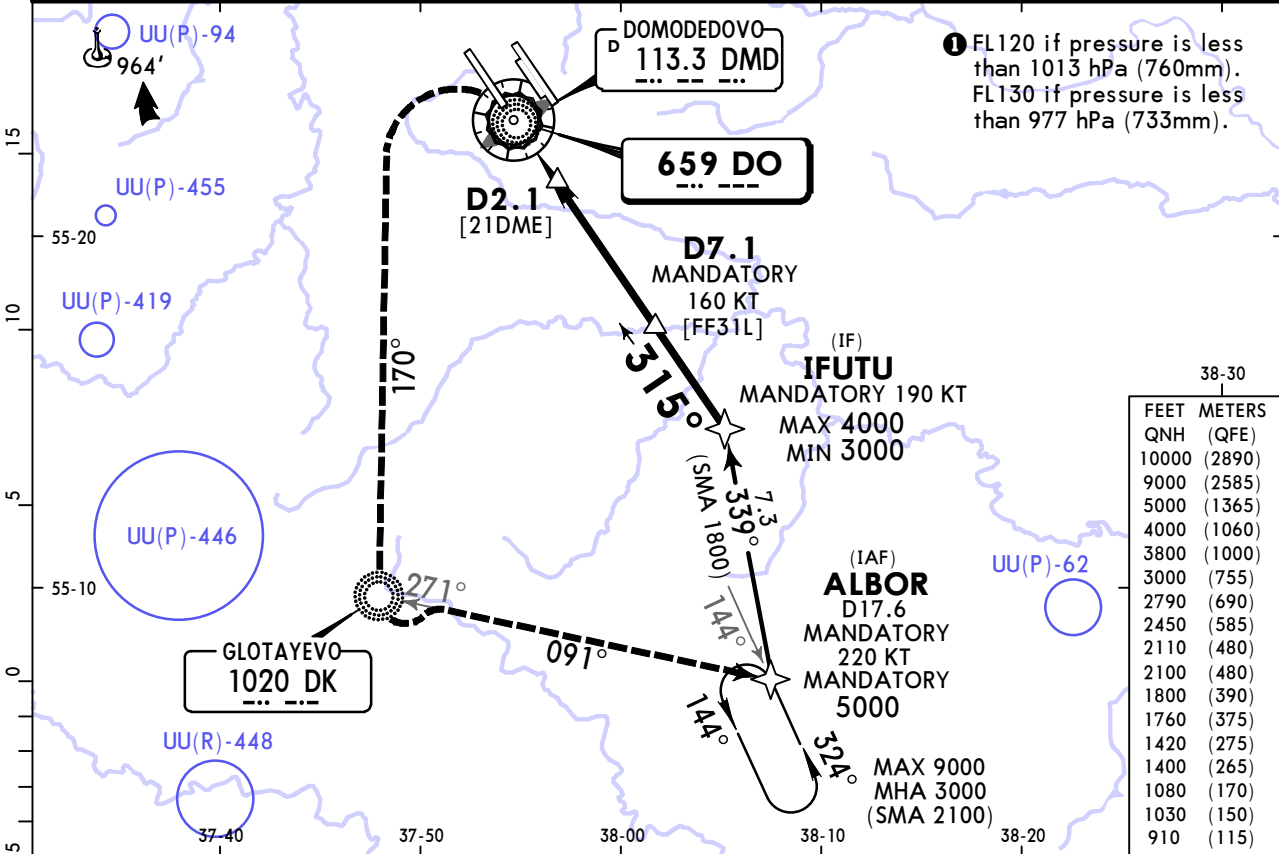 UU(P)-94
964'
DOMODEDOVO
D 113.3 DMD
❶ FL120 if pressure is less
than 1013 hPa (760mm).
FL130 if pressure is less
than 977 hPa (733mm).
15
UU(P)-455
659 DO
D2.1
[21DME]
55-20
D7.1
MANDATORY
160 KT
[FF31L]
UU(P)-419
10
170°
315°
(IF)
IFUTU
MANDATORY 190 KT
MAX 4000
MIN 3000
38-30
FEET METERS
QNH (QFE)
10000 (2890)
9000 (2585)
5000 (1365)
4000 (1060)
3800 (1000)
3000 (755)
2790 (690)
2450 (585)
2110 (480)
2100 (480)
1800 (390)
1760 (375)
1420 (275)
1400 (265)
1080 (170)
1030 (150)
910 (115)
5
UU(P)-446
7.3
339°
(SMA 1800)
144°
(IAF)
ALBOR
D17.6
MANDATORY
220 KT
MANDATORY
5000
UU(P)-62
55-10
271°
091°
GLOTAYEVO
1020 DK
0
144°
324°
MAX 9000
MHA 3000
(SMA 2100)
UU(R)-448
5
37-40
37-50
38-00
38-10
38-20